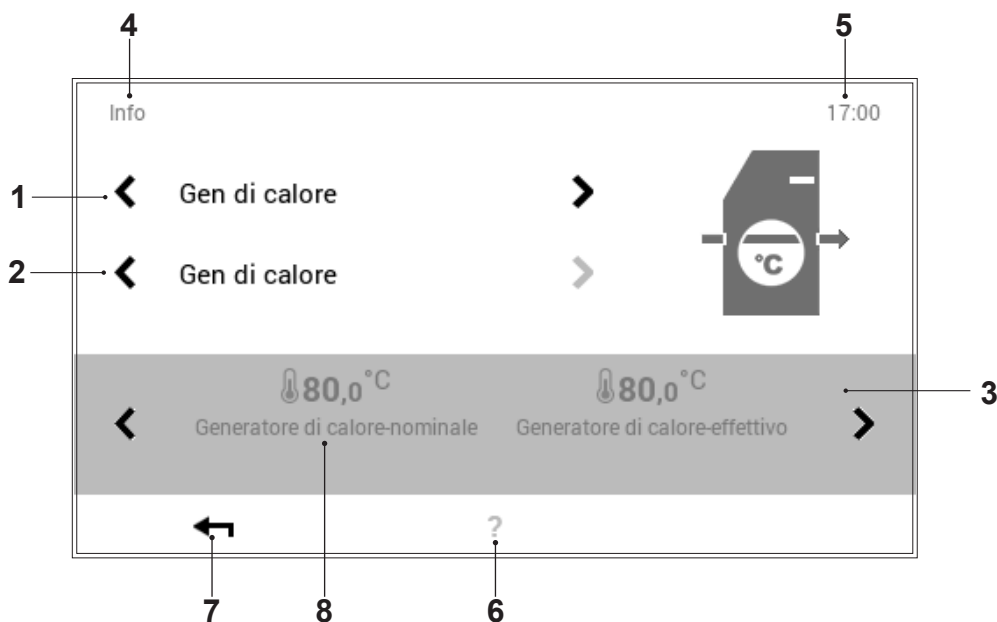 4 5
Info 17:00
1 Gen di calore
2 Gen di calore
°C
80,0°C 80,0°C
3
Generatore di calore-nominale Generatore di calore-effettivo
?
7 8 6